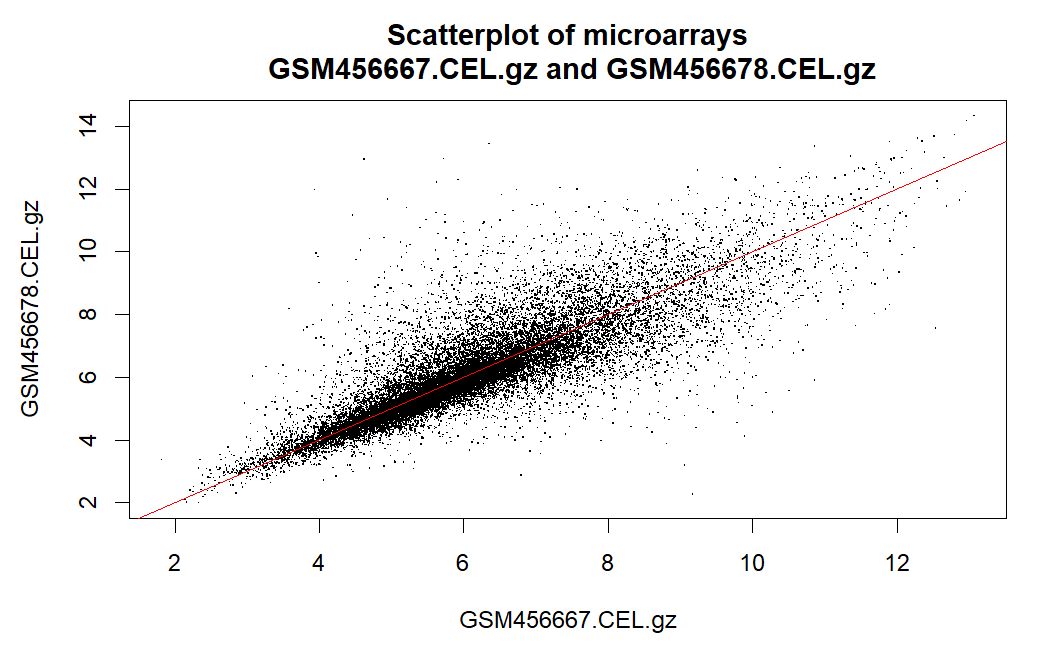 Scatterplot of microarrays
GSM456667.CEL.gz and GSM456678.CEL.gz
GSM456678.CEL.gz
14
12
10
8
6
4
2
2 4 6 8 10 12
GSM456667.CEL.gz